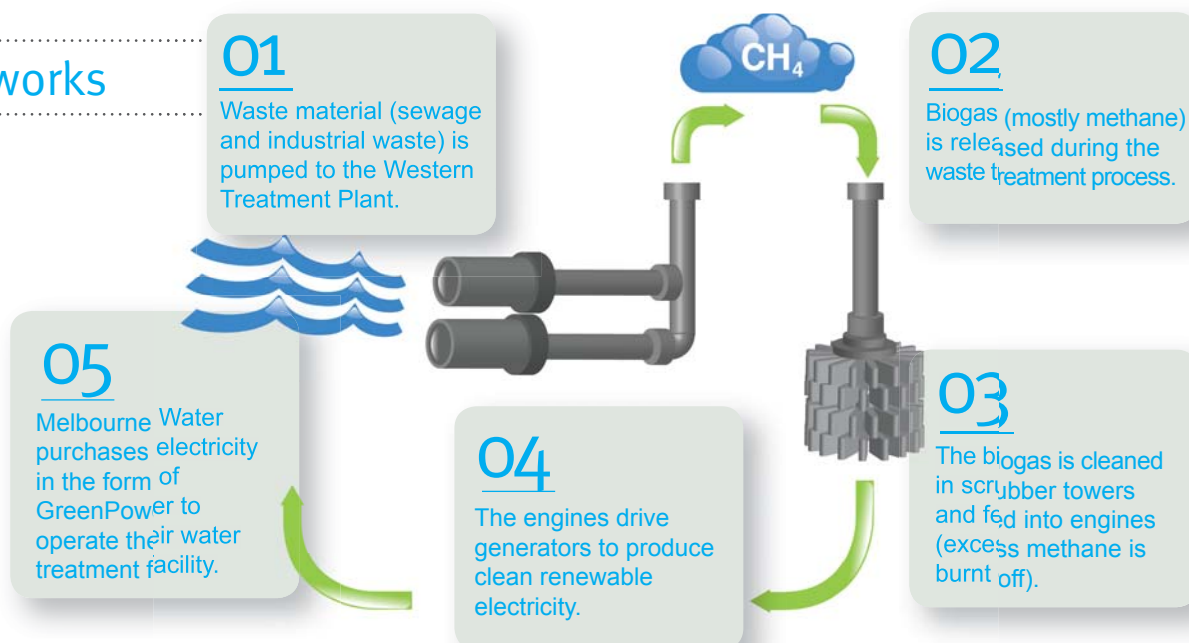 works
01
Waste material (sewage
and industrial waste) is
pumped to the Western
Treatment Plant.
CH₄
02
Biogas (mostly methane)
is released during the
waste treatment process.
03
The biogas is cleaned
in scrubber towers
and fed into engines
(excess methane is
burnt off).
04
The engines drive
generators to produce
clean renewable
electricity.
05
Melbourne Water
purchases electricity
in the form of
GreenPower to
operate their water
treatment facility.